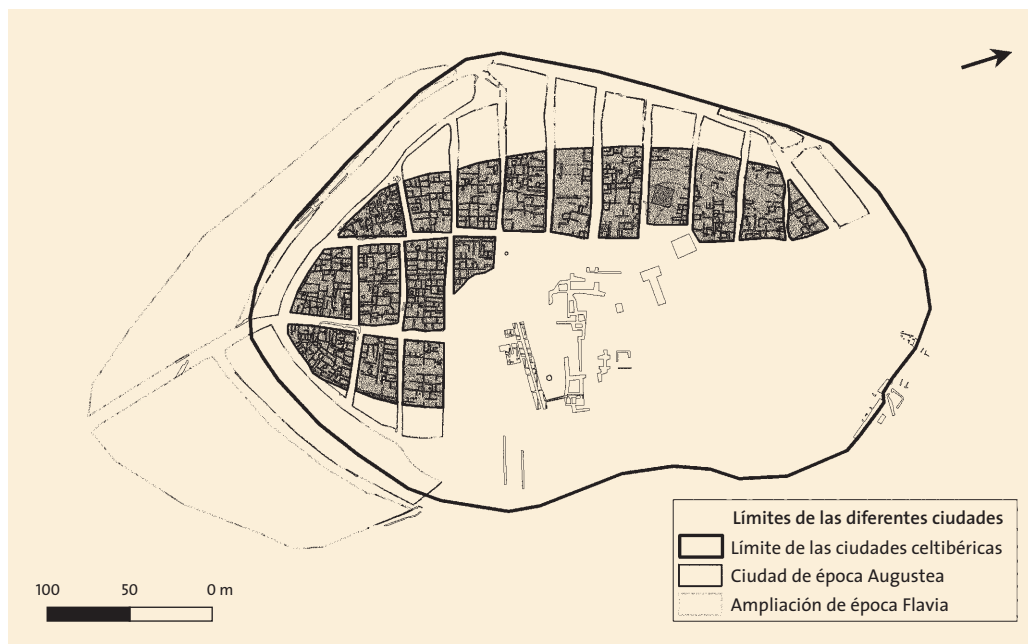 Límites de las diferentes ciudades
Límite de las ciudades celtibéricas
Ciudad de época Augustea
Ampliación de época Flavia
100 50 0 m